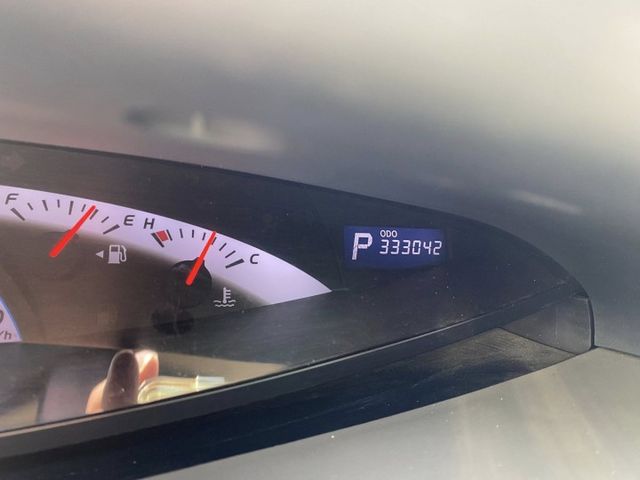 F E H C
ODO
P 333042
/h